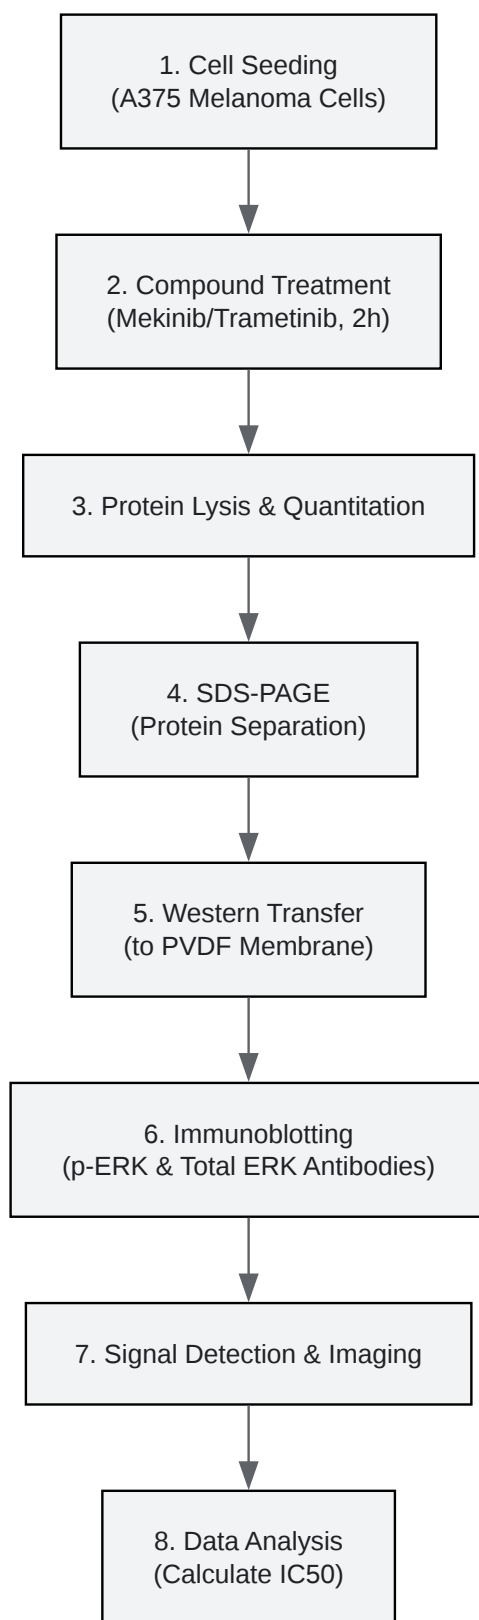 1. Cell Seeding
(A375 Melanoma Cells)
2. Compound Treatment
(Mekinib/Trametinib, 2h)
3. Protein Lysis & Quantitation
4. SDS-PAGE
(Protein Separation)
5. Western Transfer
(to PVDF Membrane)
6. Immunoblotting
(p-ERK & Total ERK Antibodies)
7. Signal Detection & Imaging
8. Data Analysis
(Calculate IC50)